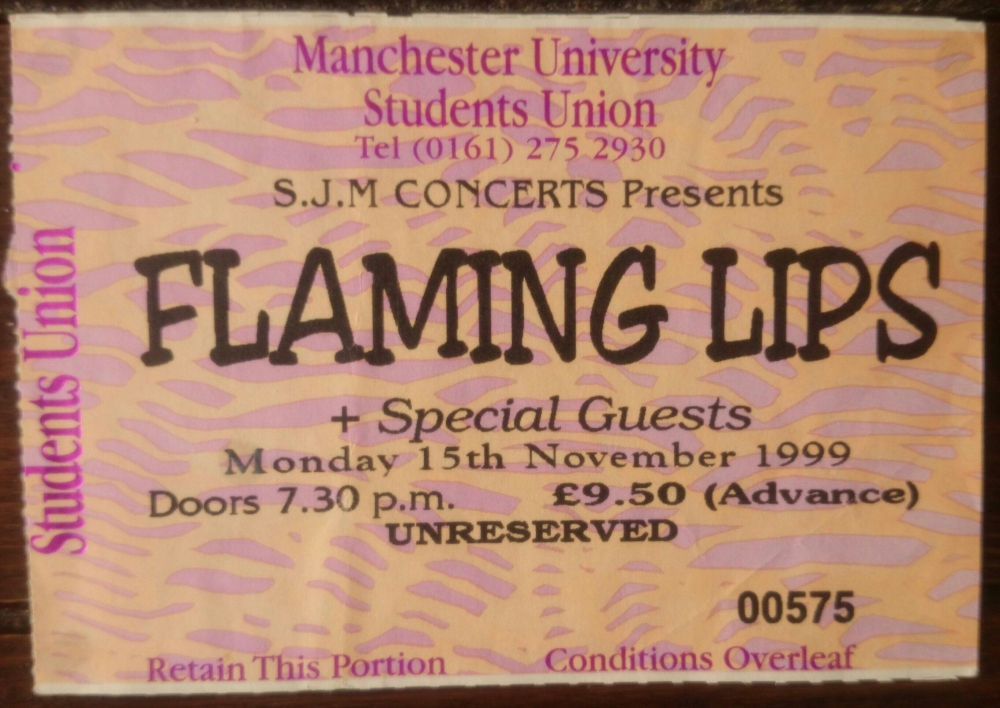 Manchester University
Students Union
Tel (0161) 275 2930
S.J.M CONCERTS Presents
FLAMING LIPS
+ Special Guests
Monday 15th November 1999
Doors 7.30 p.m. £9.50 (Advance)
UNRESERVED
00575
Retain This Portion Conditions Overleaf
Students Union